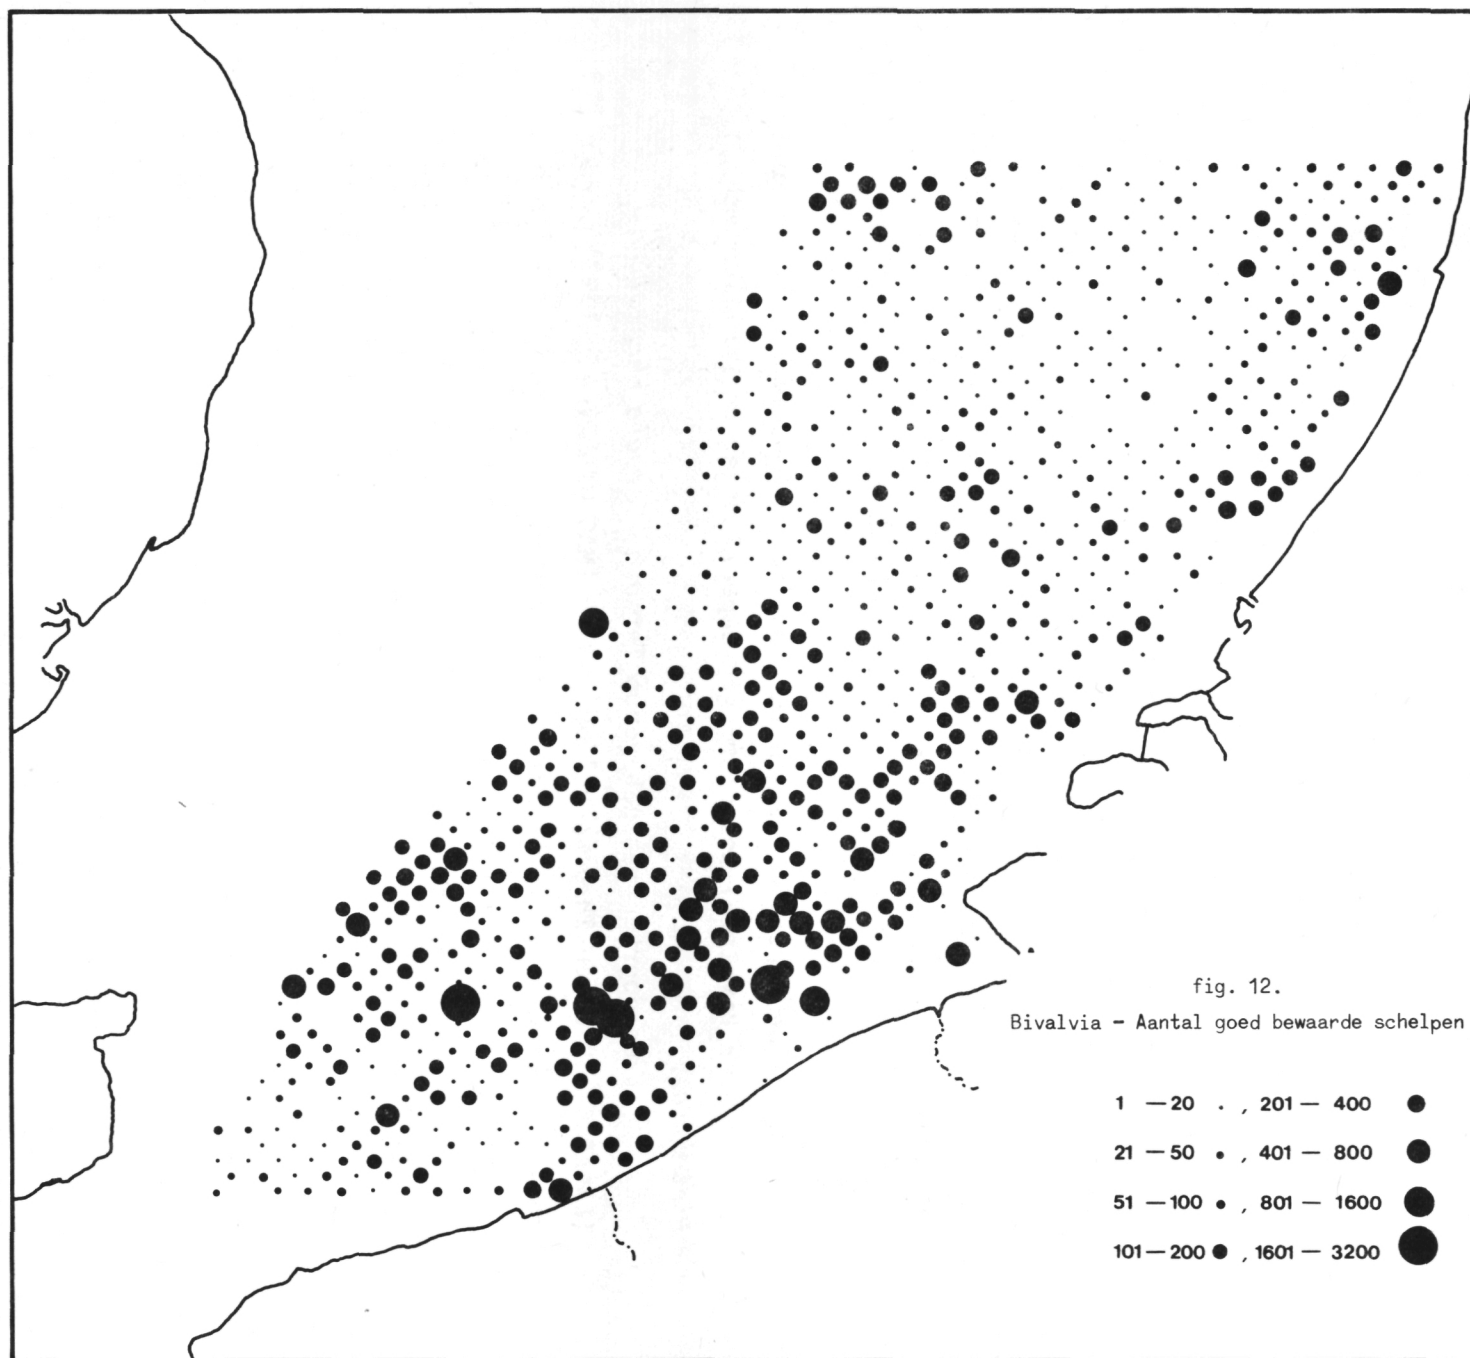 fig. 12.
Bivalvia – Aantal goed bewaarde schelpen
1 — 20 . , 201 — 400
21 — 50 . , 401 — 800
51 — 100 , 801 — 1600
101 — 200 , 1601 — 3200